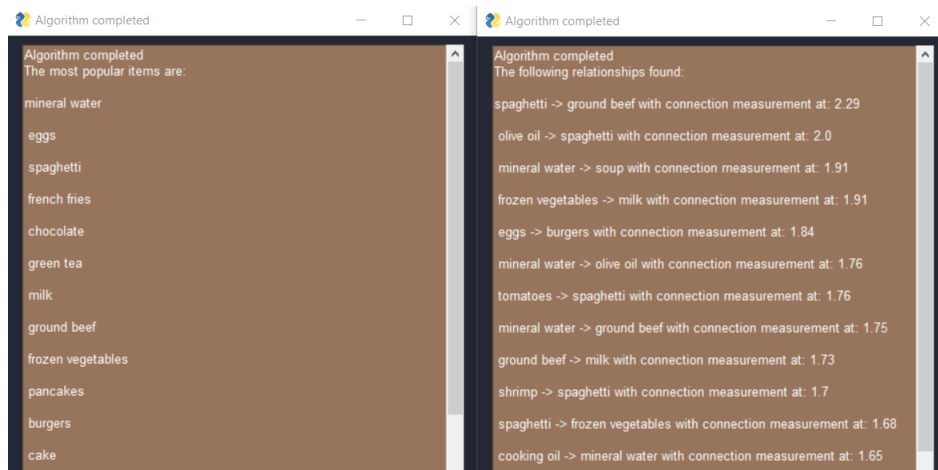 Algorithm completed
Algorithm completed
The most popular items are:
mineral water
eggs
spaghetti
french fries
chocolate
green tea
milk
ground beef
frozen vegetables
pancakes
burgers
cake
Algorithm completed
Algorithm completed
The following relationships found:
spaghetti -> ground beef with connection measurement at: 2.29
olive oil -> spaghetti with connection measurement at: 2.0
mineral water -> soup with connection measurement at: 1.91
frozen vegetables -> milk with connection measurement at: 1.91
eggs -> burgers with connection measurement at: 1.84
mineral water -> olive oil with connection measurement at: 1.76
tomatoes -> spaghetti with connection measurement at: 1.76
mineral water -> ground beef with connection measurement at: 1.75
ground beef -> milk with connection measurement at: 1.73
shrimp -> spaghetti with connection measurement at: 1.7
spaghetti -> frozen vegetables with connection measurement at: 1.68
cooking oil -> mineral water with connection measurement at: 1.65